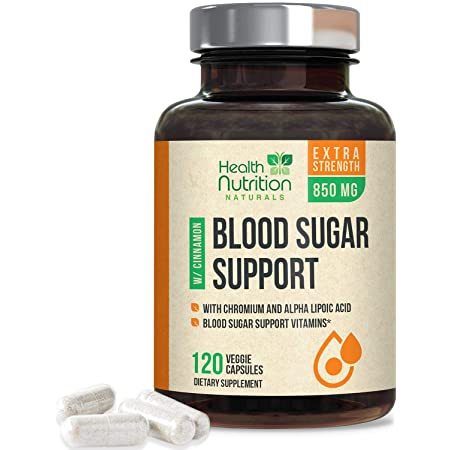 Health
Nutrition
NATURALS
EXTRA
STRENGTH
850 MG
W/ CINNAMON
BLOOD SUGAR
SUPPORT
WITH CHROMIUM AND ALPHA LIPOIC ACID
BLOOD SUGAR SUPPORT VITAMINS*
120 VEGGIE
CAPSULES
DIETARY SUPPLEMENT